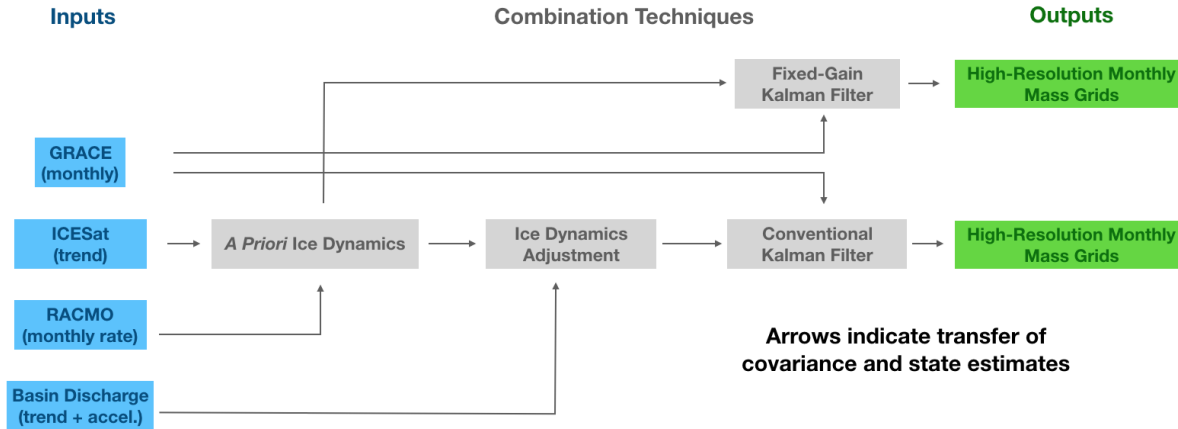 Inputs
Combination Techniques
Outputs
Fixed-Gain
Kalman Filter
High-Resolution Monthly
Mass Grids
GRACE
(monthly)
ICESat
(trend)
A Priori Ice Dynamics
Ice Dynamics
Adjustment
Conventional
Kalman Filter
High-Resolution Monthly
Mass Grids
RACMO
(monthly rate)
Arrows indicate transfer of
covariance and state estimates
Basin Discharge
(trend + accel.)